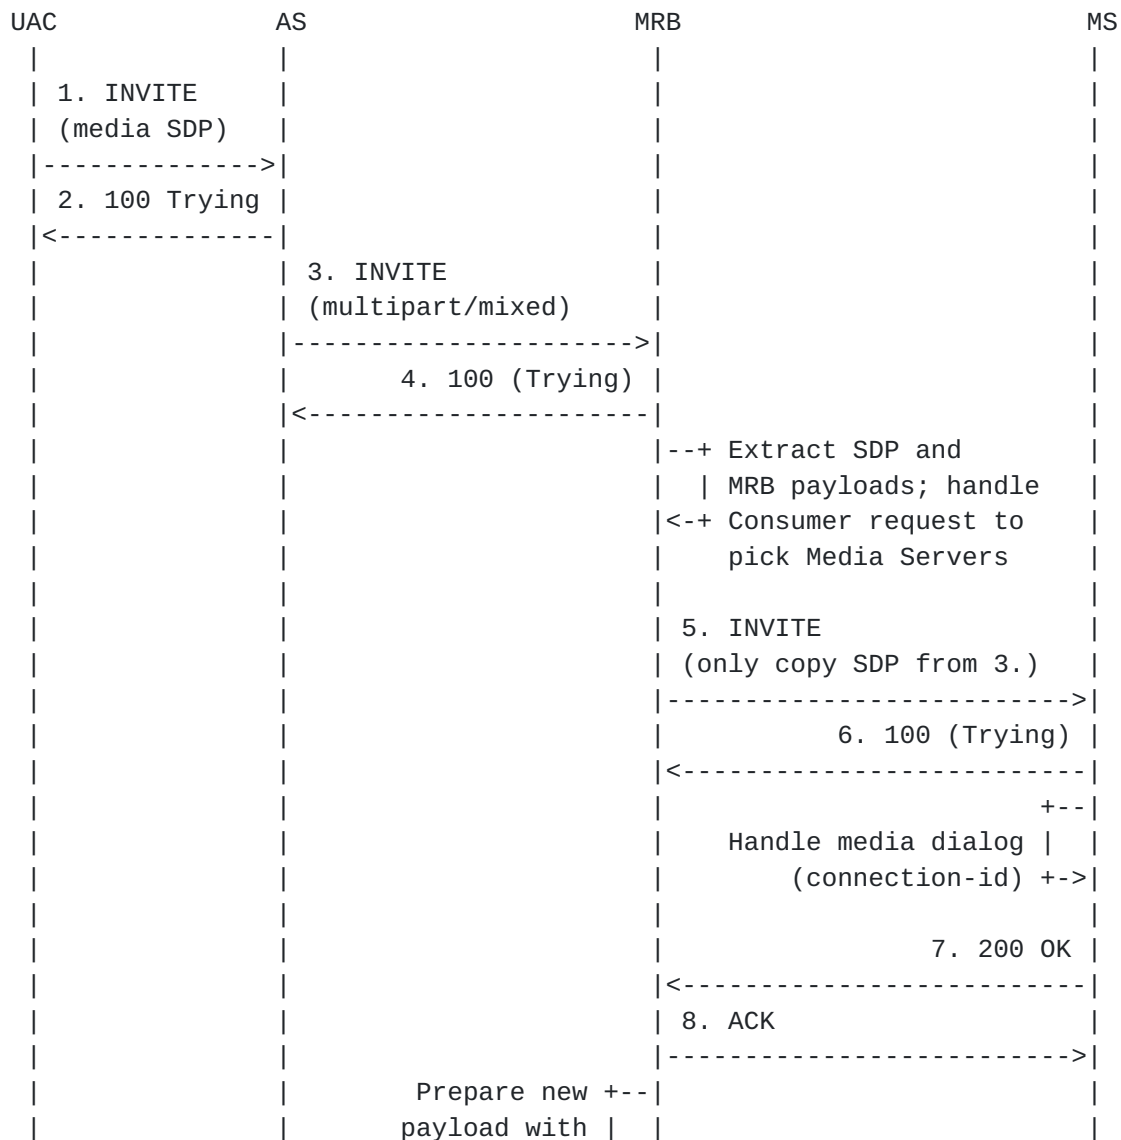 UAC AS MRB MS
1. INVITE
(media SDP)
2. 100 Trying
3. INVITE
(multipart/mixed)
4. 100 (Trying)
Extract SDP and
MRB payloads; handle
Consumer request to
pick Media Servers
5. INVITE
(only copy SDP from 3.)
6. 100 (Trying)
Handle media dialog
(connection-id)
7. 200 OK
8. ACK
Prepare new
payload with